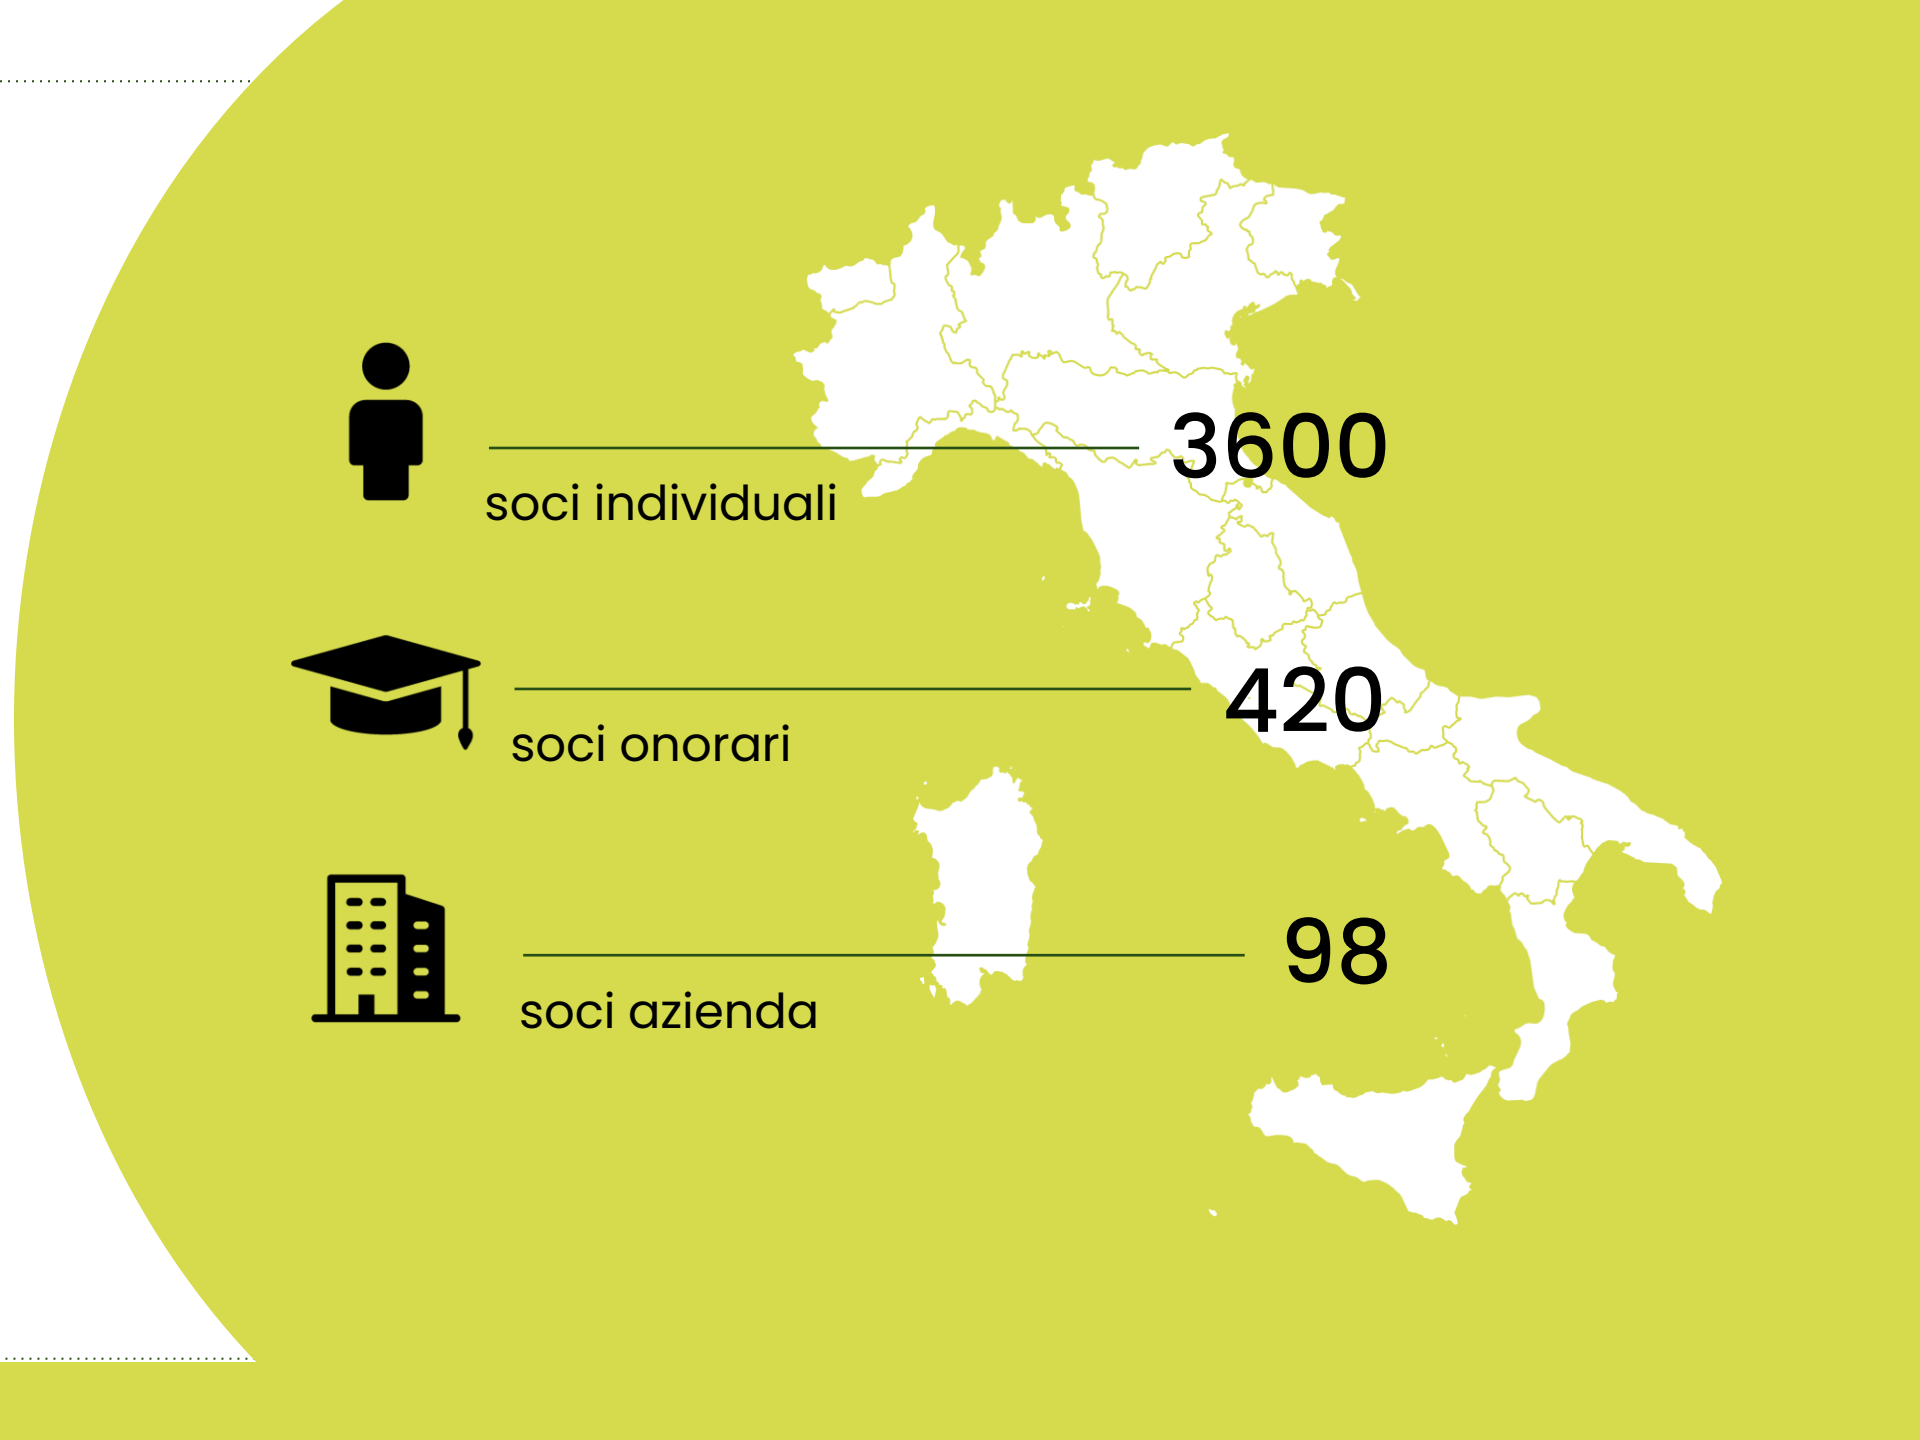 3600
soci individuali
420
soci onorari
98
soci azienda